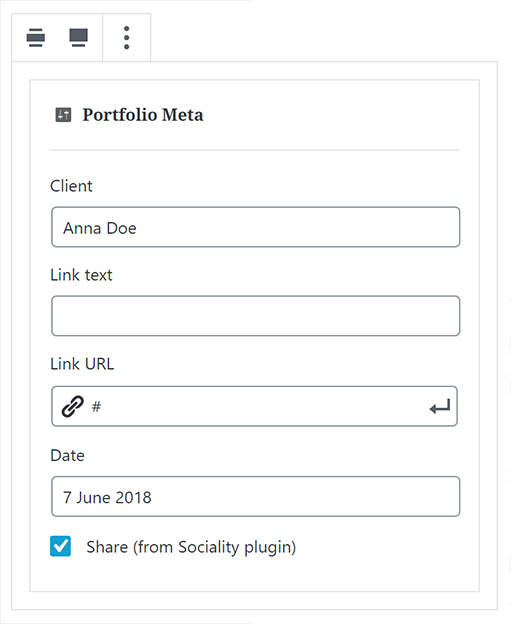 Portfolio Meta
Client
Anna Doe
Link text
Link URL
#
Date
7 June 2018
Share (from Sociality plugin)